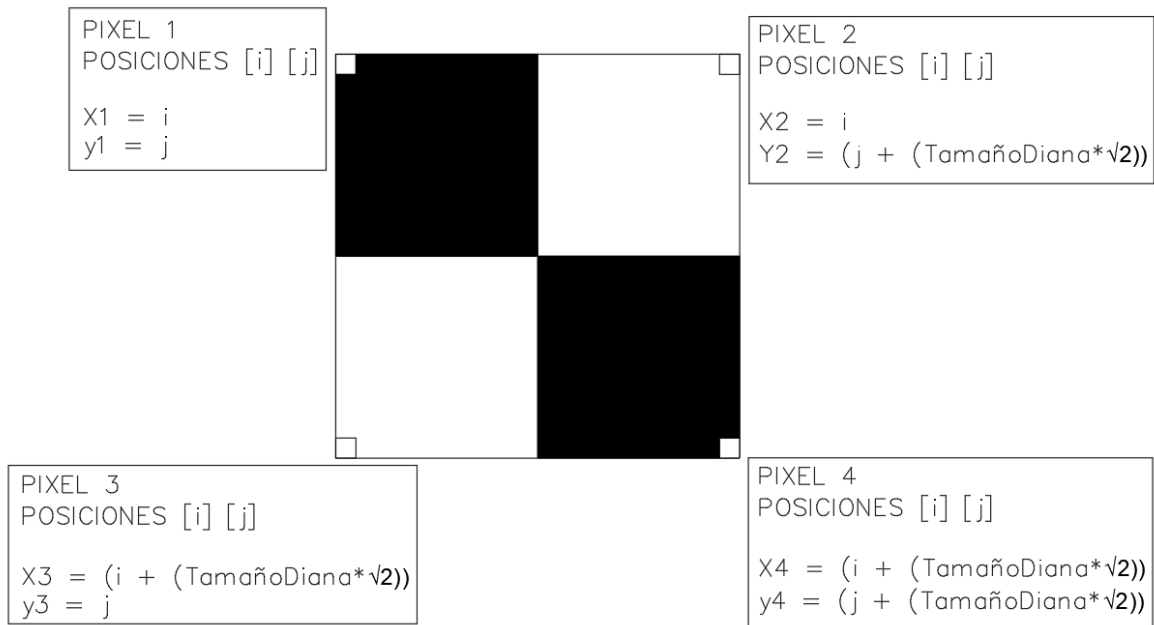 PIXEL 1
POSICIONES [i] [j]
X1 = i
y1 = j
PIXEL 2
POSICIONES [i] [j]
X2 = i
Y2 = (j + (TamañoDiana*√2))
PIXEL 3
POSICIONES [i] [j]
X3 = (i + (TamañoDiana*√2))
y3 = j
PIXEL 4
POSICIONES [i] [j]
X4 = (i + (TamañoDiana*√2))
y4 = (j + (TamañoDiana*√2))